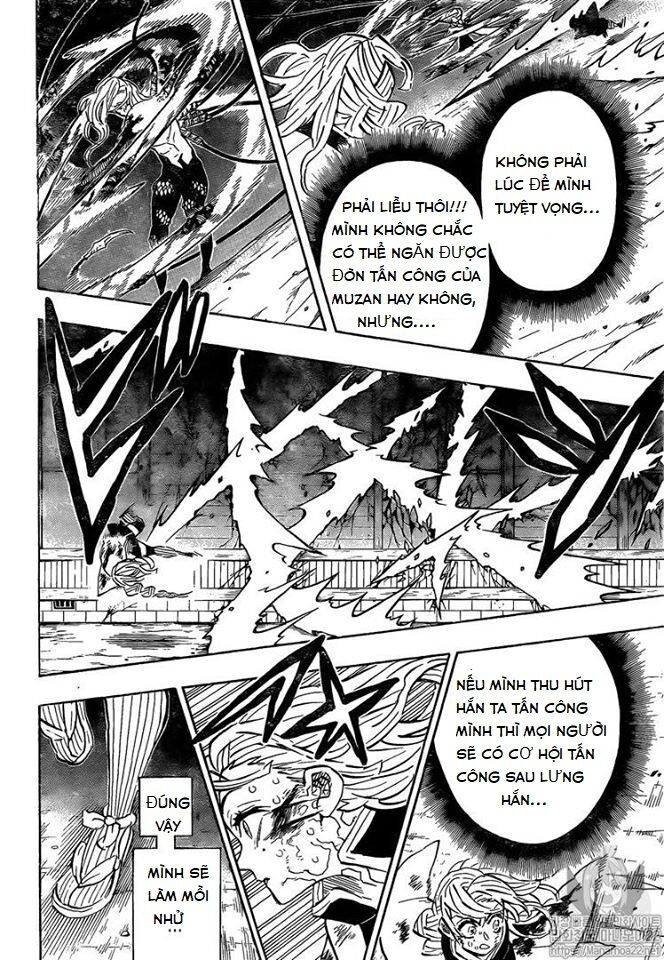 KHÔNG PHẢI
LÚC ĐỂ MÌNH
TUYỆT VỌNG...
PHẢI LIỀU THÔI!!!
MÌNH KHÔNG CHẮC
CÓ THỂ NGĂN ĐƯỢC
ĐỜN TẤN CÔNG CỦA
MUZAN HAY KHÔNG,
NHƯNG....
NẾU MÌNH THU HÚT
HẮN TA TẤN CÔNG
MÌNH THÌ MỌI NGƯỜI
SẼ CÓ CƠ HỘI TẤN
CÔNG SAU LƯNG
HẮN...
ĐÚNG
VẬY
MÌNH SẼ
LÀM MỒI
NHỬ
...